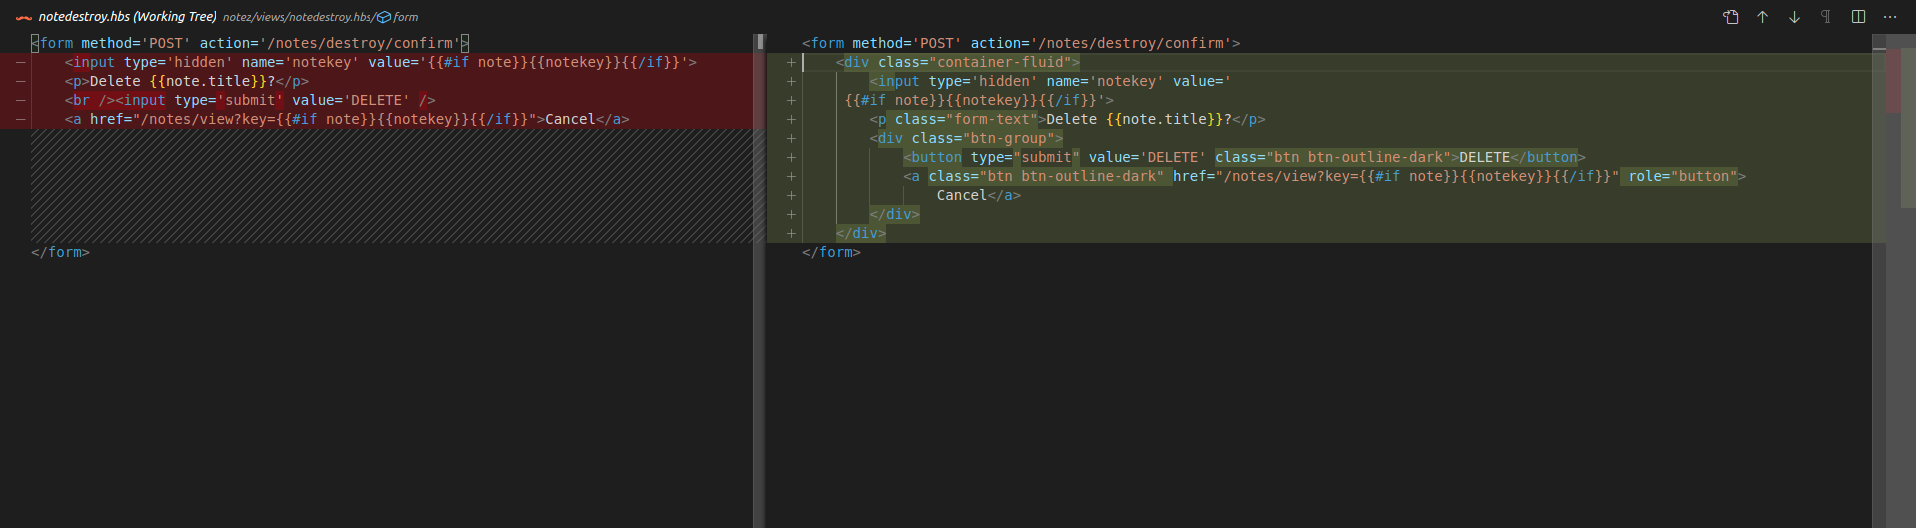 notedestroy.hbs (Working Tree) notez/views/notedestroy.hbs/form
<form method='POST' action='/notes/destroy/confirm'>
<input type='hidden' name='notekey' value='{{#if note}}{{notekey}}{{/if}}'>
<p>Delete {{note.title}}?</p>
<br /><input type='submit' value='DELETE' />
<a href="/notes/view?key={{#if note}}{{notekey}}{{/if}}">Cancel</a>
</form>
<form method='POST' action='/notes/destroy/confirm'>
<div class="container-fluid">
<input type='hidden' name='notekey' value='
{{#if note}}{{notekey}}{{/if}}'>
<p class="form-text">Delete {{note.title}}?</p>
<div class="btn-group">
<button type="submit" value='DELETE' class="btn btn-outline-dark">DELETE</button>
<a class="btn btn-outline-dark" href="/notes/view?key={{#if note}}{{notekey}}{{/if}}" role="button">
Cancel</a>
</div>
</div>
</form>